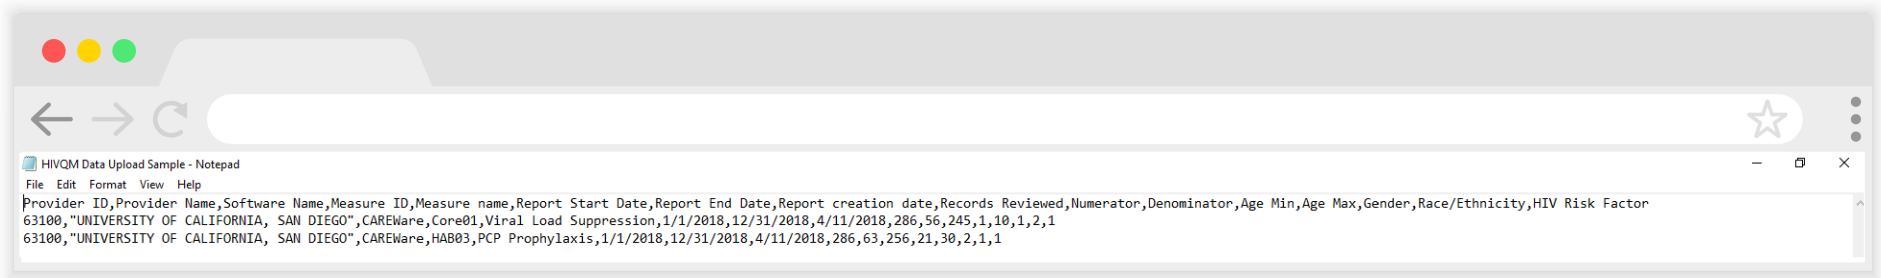 HIVQM Data Upload Sample - Notepad
File Edit Format View Help
Provider ID,Provider Name,Software Name,Measure ID,Measure name,Report Start Date,Report End Date,Report creation date,Records Reviewed,Numerator,Denominator,Age Min,Age Max,Gender,Race/Ethnicity,HIV Risk Factor
63100,"UNIVERSITY OF CALIFORNIA, SAN DIEGO",CAREWare,Core01,Viral Load Suppression,1/1/2018,12/31/2018,4/11/2018,286,56,245,1,10,1,2,1
63100,"UNIVERSITY OF CALIFORNIA, SAN DIEGO",CAREWare,HAB03,PCP Prophylaxis,1/1/2018,12/31/2018,4/11/2018,286,63,256,21,30,2,1,1